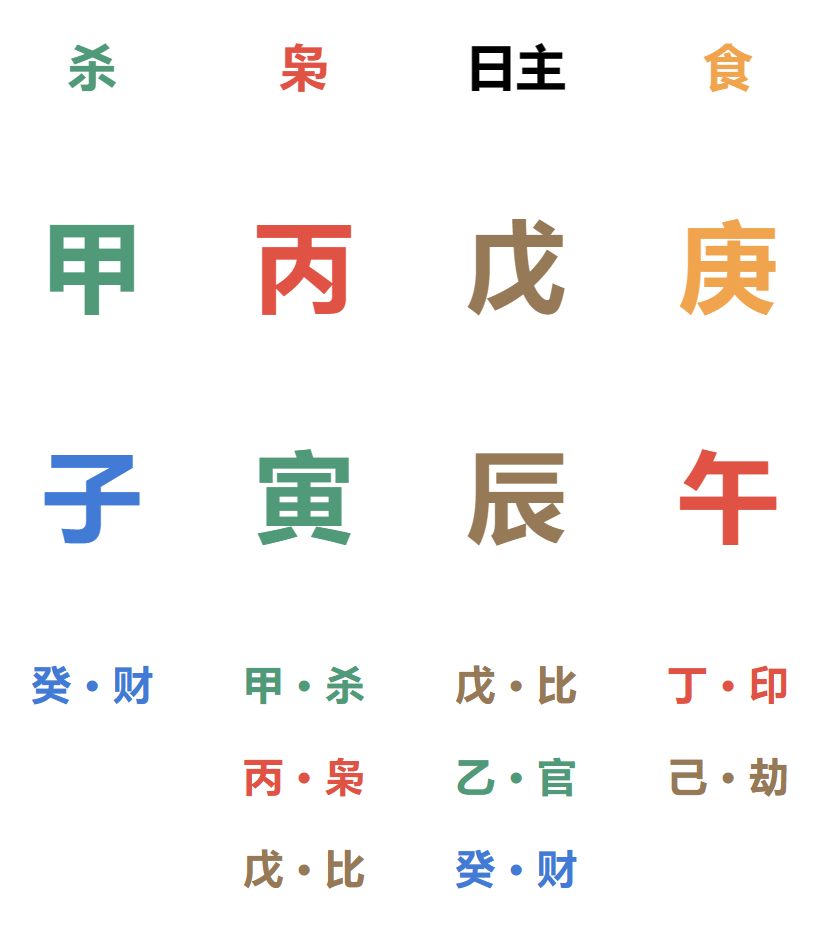 杀 枭 日主 食
甲 丙 戊 庚
子 寅 辰 午
癸·财 甲·杀 戊·比 丁·印
丙·枭 乙·官 己·劫
戊·比 癸·财